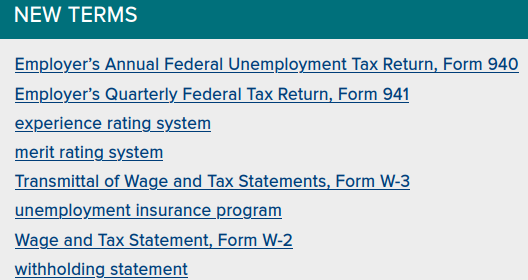 NEW TERMS
Employer’s Annual Federal Unemployment Tax Return, Form 940
Employer’s Quarterly Federal Tax Return, Form 941
experience rating system
merit rating system
Transmittal of Wage and Tax Statements, Form W-3
unemployment insurance program
Wage and Tax Statement, Form W-2
withholding statement